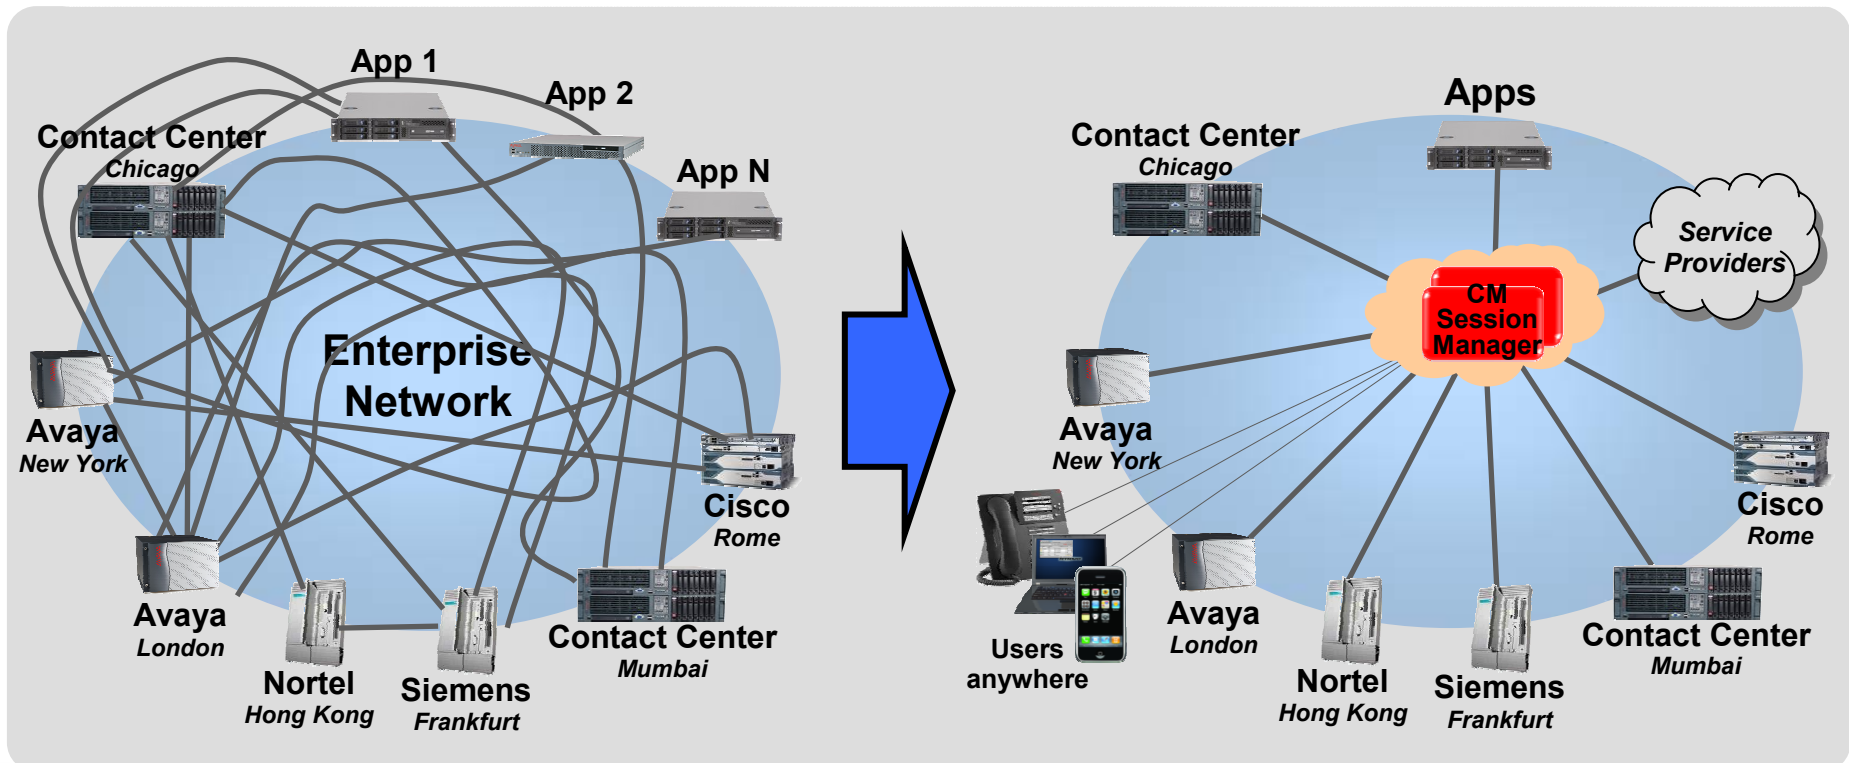 App 1
App 2
App N
Contact Center
Chicago
Enterprise
Network
Avaya
New York
Cisco
Rome
Avaya
London
Nortel
Hong Kong
Siemens
Frankfurt
Contact Center
Mumbai
Apps
Contact Center
Chicago
Service
Providers
CM
Session
Manager
Avaya
New York
Cisco
Rome
Users
anywhere
Avaya
London
Nortel
Hong Kong
Siemens
Frankfurt
Contact Center
Mumbai